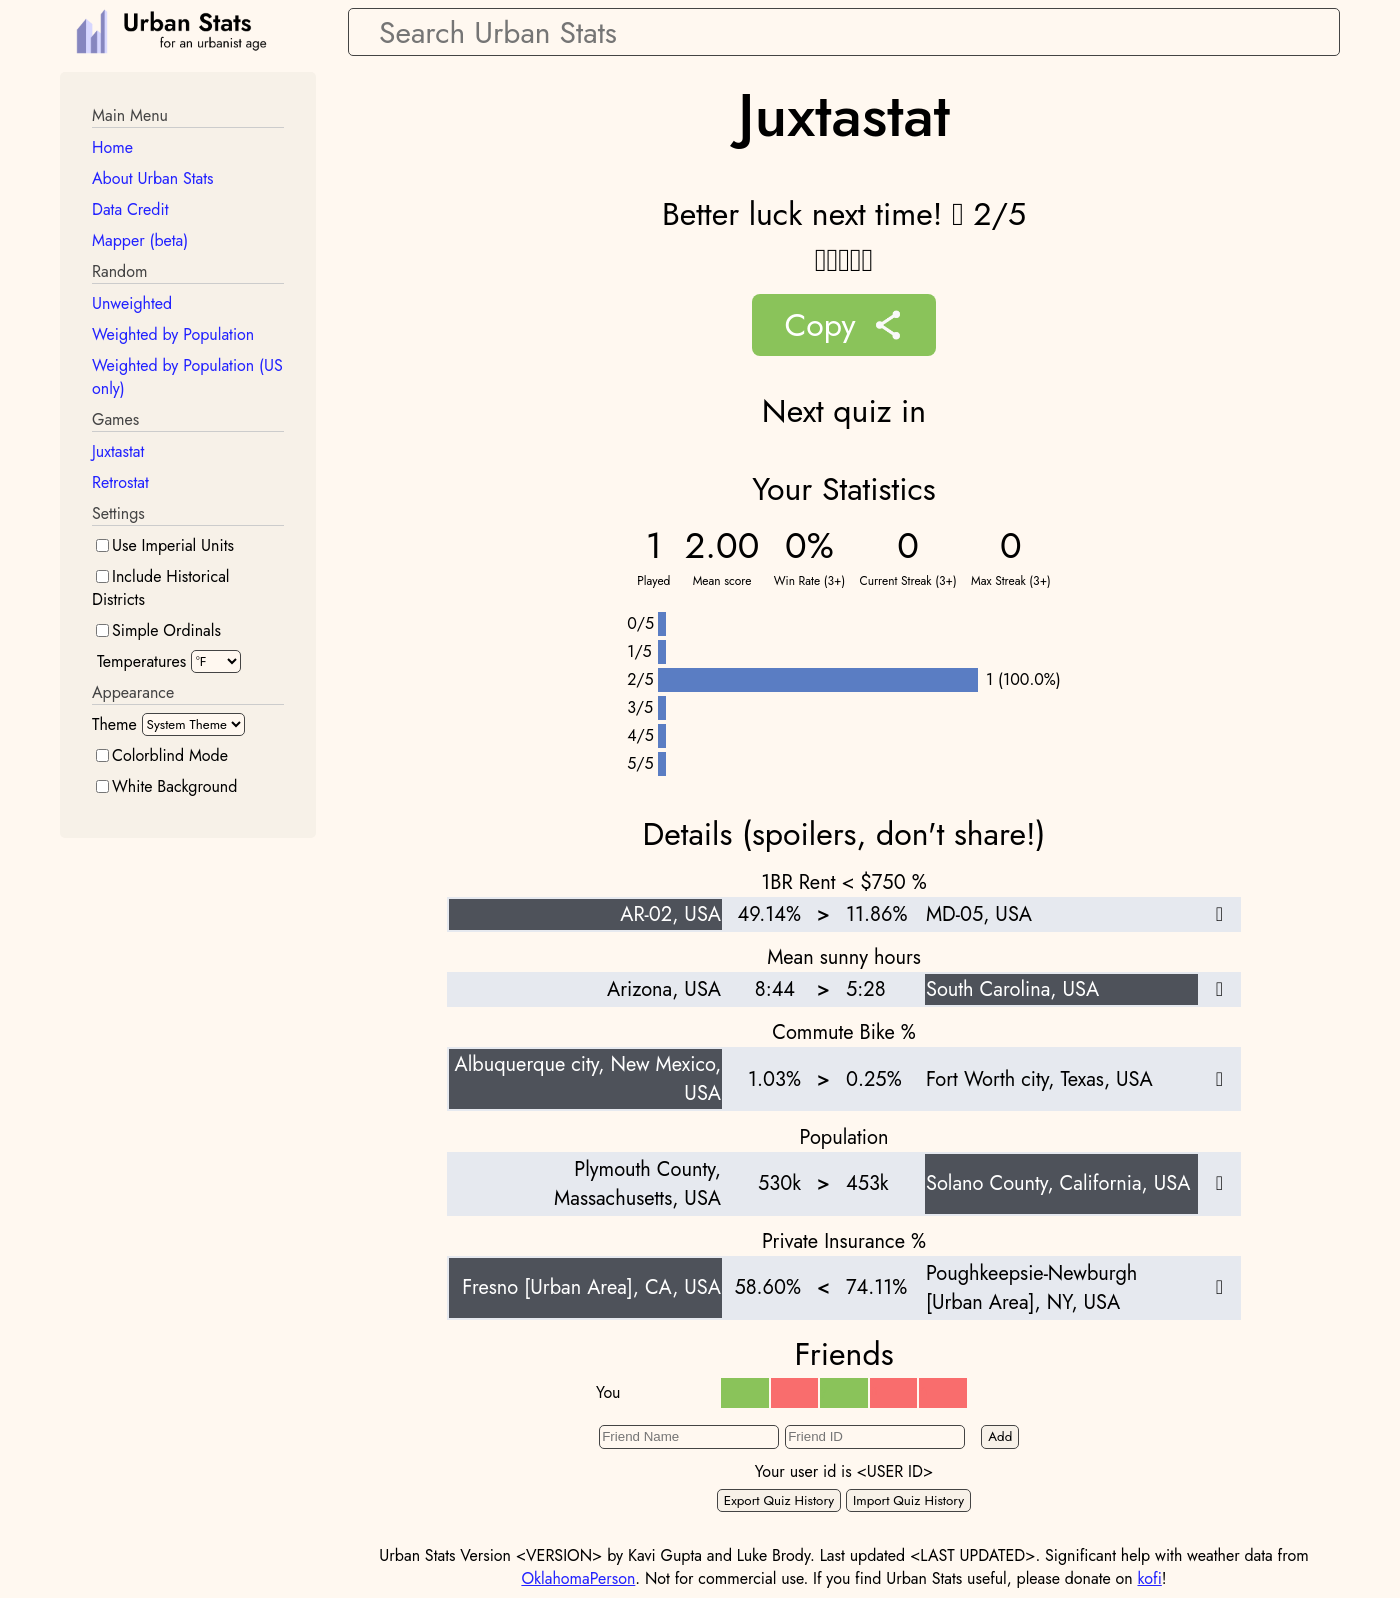 Urban Stats
for an urbanist age
Search Urban Stats
Main Menu
Home
About Urban Stats
Data Credit
Mapper (beta)
Random
Unweighted
Weighted by Population
Weighted by Population (US
only)
Games
Juxtastat
Retrostat
Settings
Use Imperial Units
Include Historical
Districts
Simple Ordinals
Temperatures °F
Appearance
Theme System Theme
Colorblind Mode
White Background
Juxtastat
Better luck next time! 2/5
Copy
Next quiz in
Your Statistics
1 2.00 0% 0 0
Played Mean score Win Rate (3+) Current Streak (3+) Max Streak (3+)
0/5
1/5
2/5 1 (100.0%)
3/5
4/5
5/5
Details (spoilers, don't share!)
1BR Rent < $750 %
AR-02, USA 49.14% > 11.86% MD-05, USA
Mean sunny hours
Arizona, USA 8:44 > 5:28 South Carolina, USA
Commute Bike %
Albuquerque city, New Mexico,
USA 1.03% > 0.25% Fort Worth city, Texas, USA
Population
Plymouth County,
Massachusetts, USA 530k > 453k Solano County, California, USA
Private Insurance %
Fresno [Urban Area], CA, USA 58.60% < 74.11% Poughkeepsie-Newburgh
[Urban Area], NY, USA
Friends
You
Friend Name Friend ID Add
Your user id is <USER ID>
Export Quiz History Import Quiz History
Urban Stats Version <VERSION> by Kavi Gupta and Luke Brody. Last updated <LAST UPDATED>. Significant help with weather data from
OklahomaPerson. Not for commercial use. If you find Urban Stats useful, please donate on kofi!